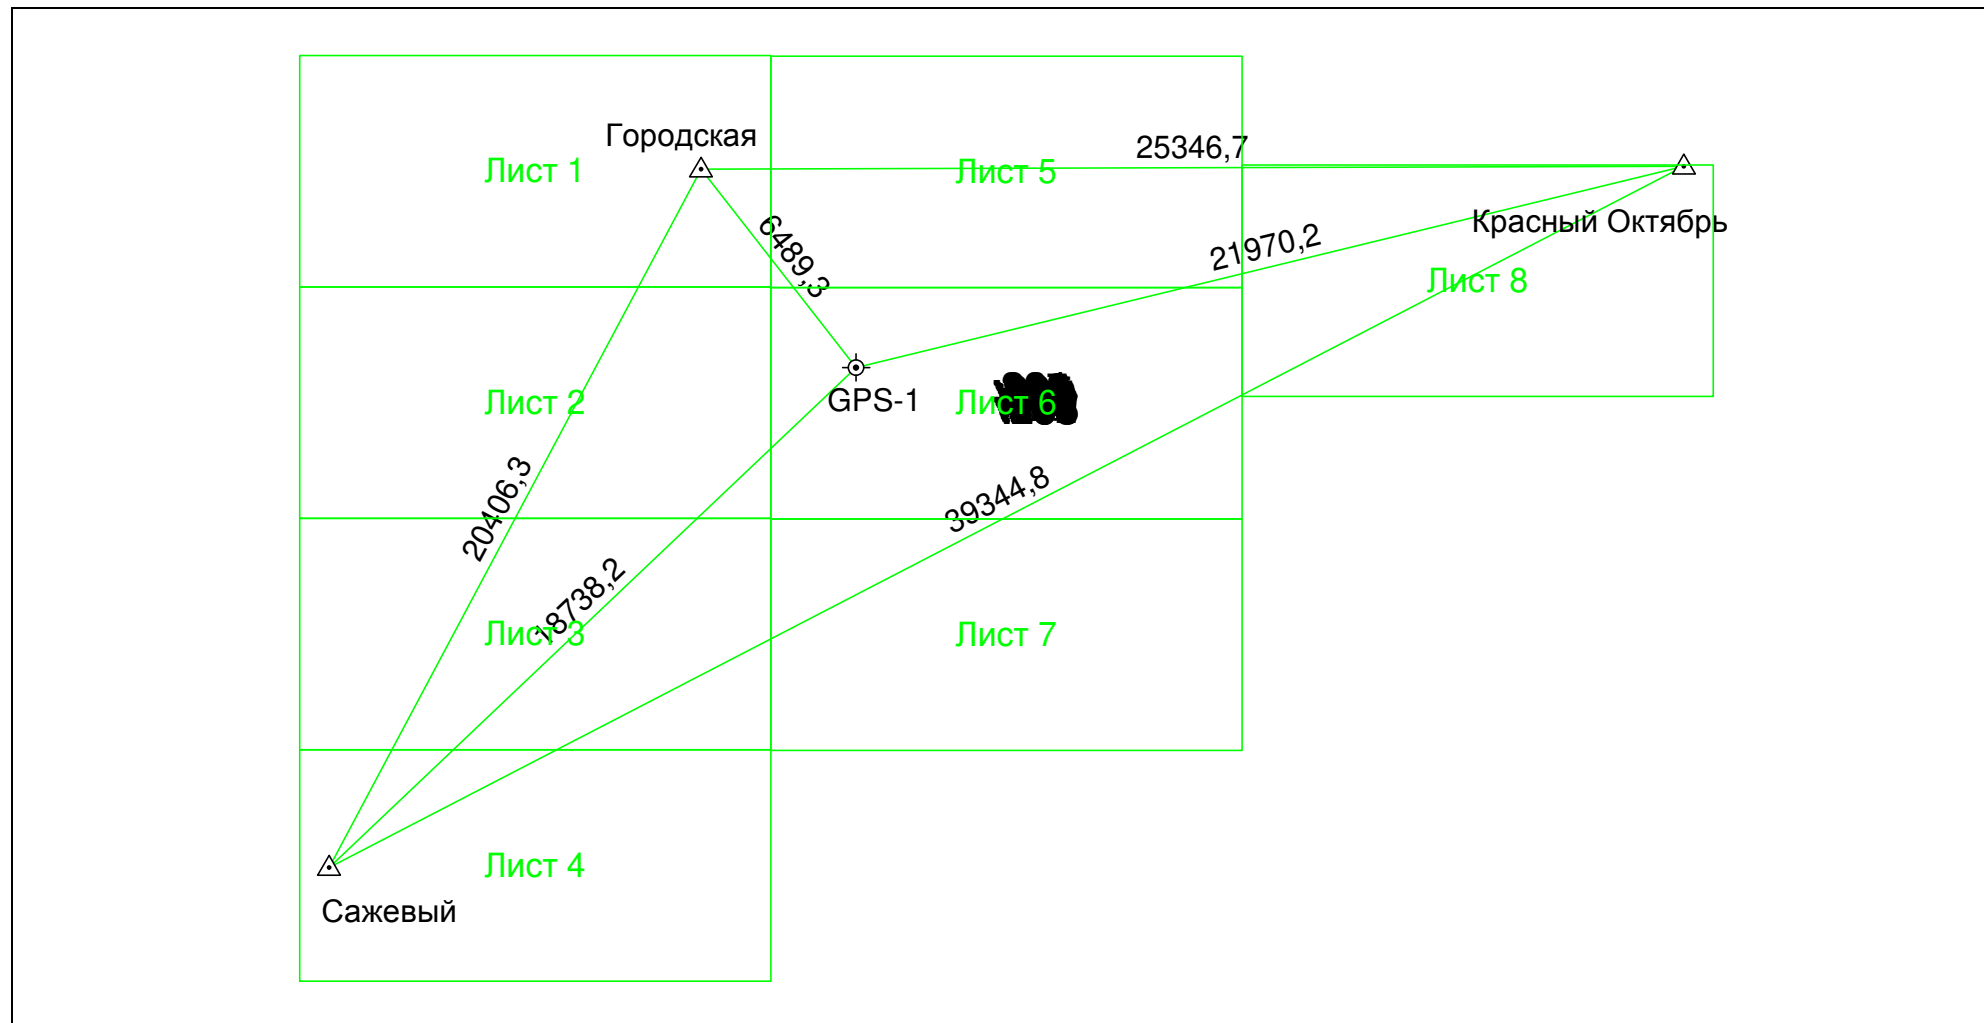 Городская
25346,7
Лист 1
Лист 5
6489,3
21970,2
Красный Октябрь
Лист 8
GPS-1
Лист 2
Лист 6
20406,3
39344,8
18738,2
Лист 3
Лист 7
Лист 4
Сажевый